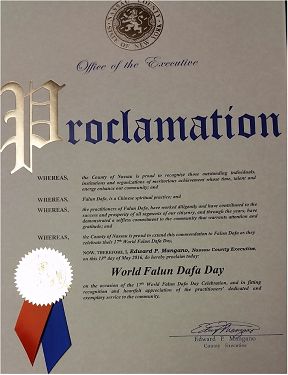 NASSAU COUNTY
STATE OF NEW YORK
Office of the Executive
Proclamation
WHEREAS, the County of Nassau is proud to recognize those outstanding individuals,
institutions and organizations of meritorious achievement whose time, talent and
energy enhance our community; and
WHEREAS, Falun Dafa, is a Chinese spiritual practice; and
WHEREAS, the practitioners of Falun Dafa, have worked diligently and have contributed to the
success and prosperity of all segments of our citizenry, and through the years, have
demonstrated a selfless commitment to the community that warrants attention and
gratitude; and
WHEREAS, the County of Nassau is proud to extend this commendation to Falun Dafa as they
celebrate their 17th World Falun Dafa Day,
NOW, THEREFORE, I, Edward P. Mangano, Nassau County Executive,
on this 13th day of May 2016, do hereby proclaim today:
World Falun Dafa Day
on the occasion of the 17th World Falun Dafa Day Celebration, and in fitting
recognition and heartfelt appreciation of the practitioners' dedicated and
exemplary service to the community.
Edward P. Mangano
County Executive